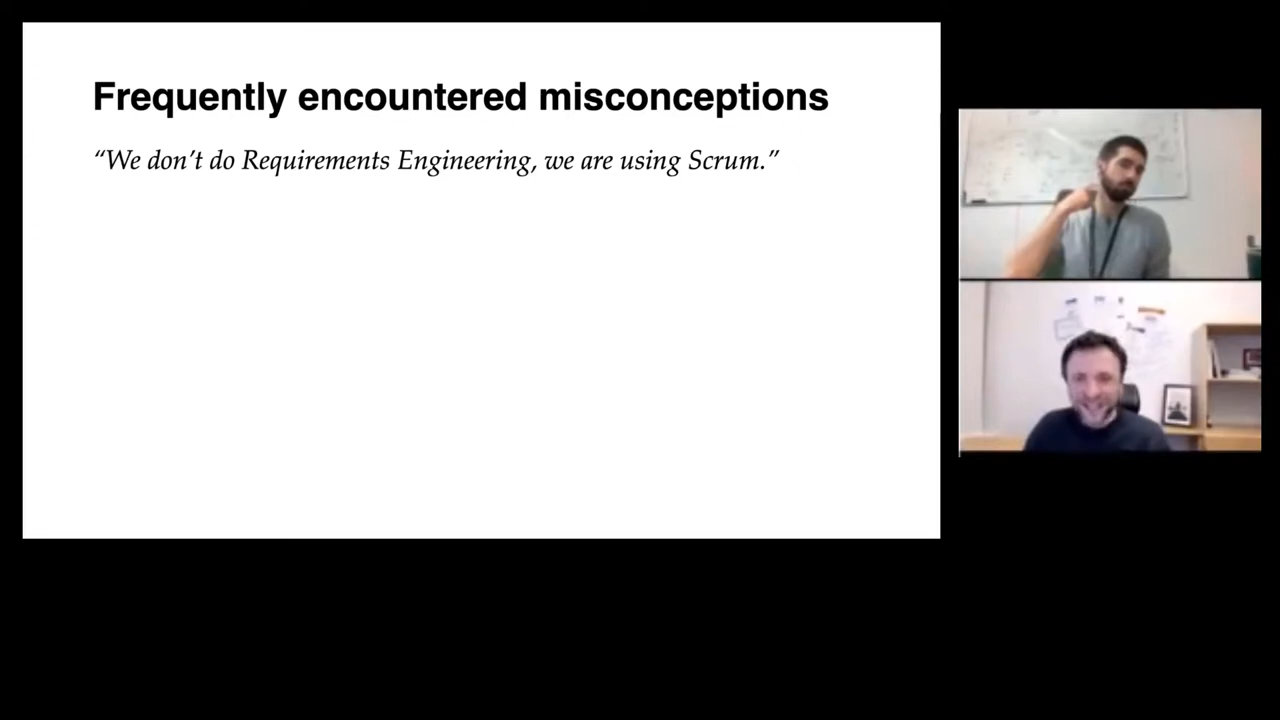 Frequently encountered misconceptions
“We don’t do Requirements Engineering, we are using Scrum.”